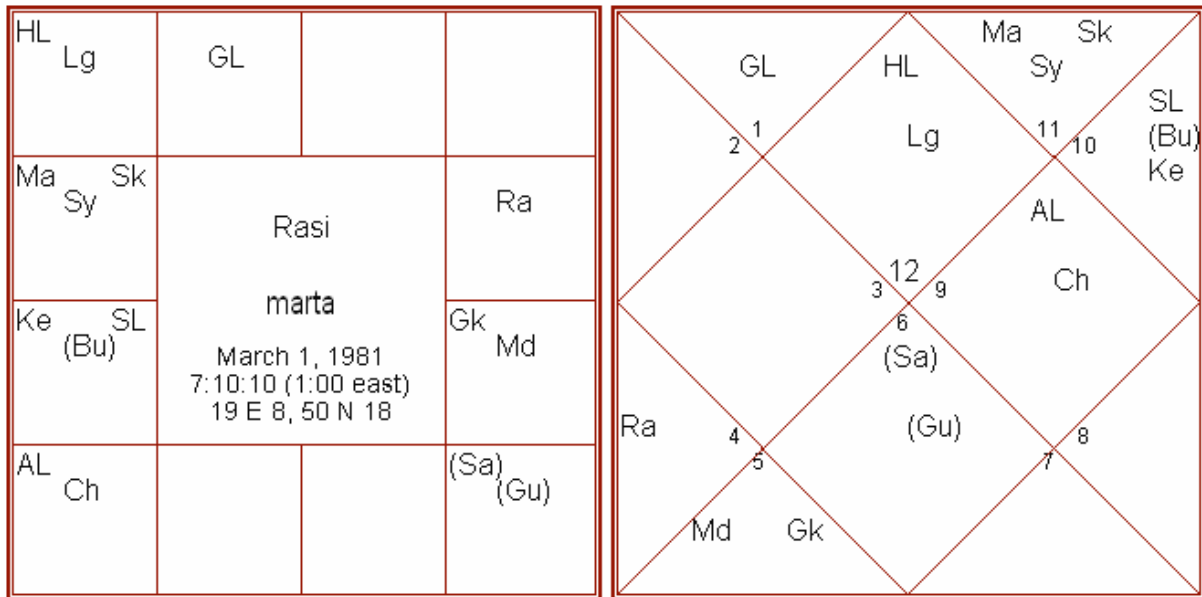 HL
Lg
GL
Ma Sk
Sy
Ra
Rasi
marta
March 1, 1981
7:10:10 (1:00 east)
19 E 8, 50 N 18
Ke SL
(Bu)
Gk
Md
AL
Ch
(Sa)
(Gu)
GL
HL
Lg
Ma Sk
Sy
SL
(Bu)
Ke
2 1
11 10
AL
Ch
12
3 9
6
(Sa)
(Gu)
Ra
4
5
8
7
Md Gk